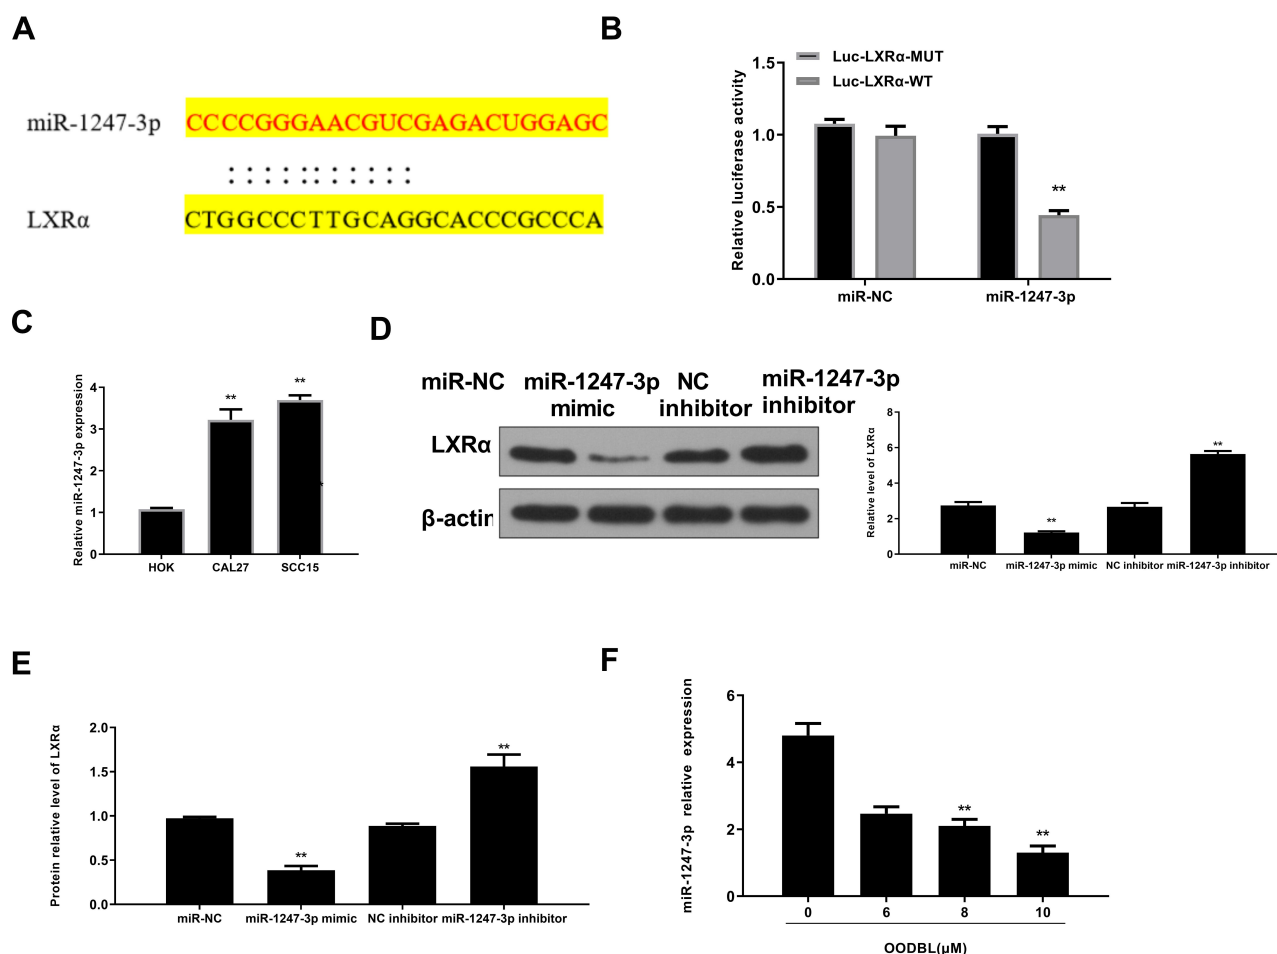 A
miR-1247-3p CCCCGGGAACGUCGAGACUGGAGC
: : : : : : : : : : :
LXRα CTGGCCCTTGCAGGCACCCGCCCA
B
Luc-LXRα-MUT
Luc-LXRα-WT
Relative luciferase activity
1.5
1.0
0.5
0.0
**
miR-NC miR-1247-3p
C
Relative miR-1247-3p expression
4
3
2
1
0
** **
HOK CAL27 SCC15
D
miR-NC miR-1247-3p NC miR-1247-3p
mimic inhibitor inhibitor
LXRα
β-actin
Relative level of LXRα
8
6
4
2
0
** **
miR-NC miR-1247-3p mimic NC inhibitor miR-1247-3p inhibitor
E
Protein relative level of LXRα
2.0
1.5
1.0
0.5
0.0
** **
miR-NC miR-1247-3p mimic NC inhibitor miR-1247-3p inhibitor
F
miR-1247-3p relative expression
6
4
2
0
** **
0 6 8 10
OODBL(μM)